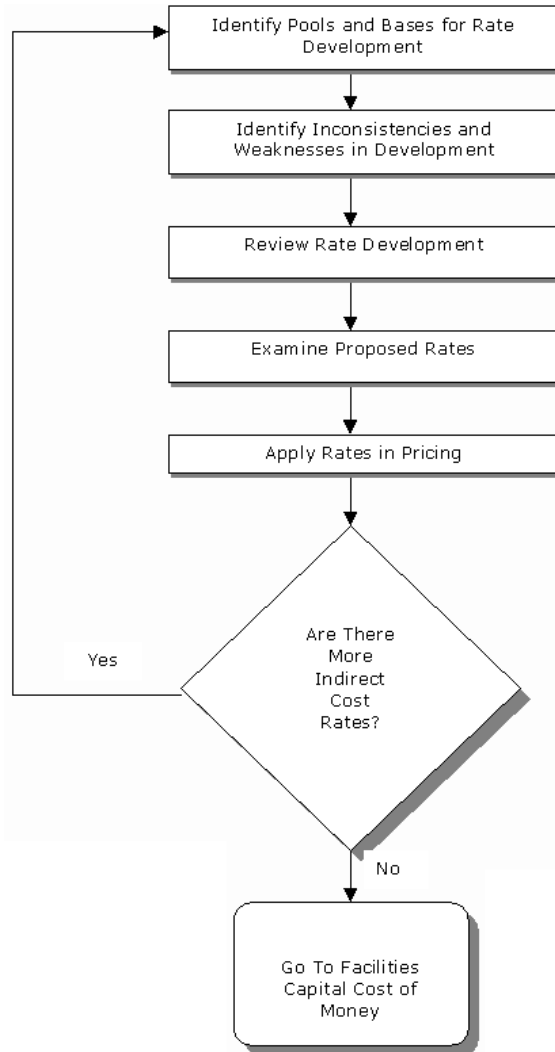 Identify Pools and Bases for Rate
Development
Identify Inconsistencies and
Weaknesses in Development
Review Rate Development
Examine Proposed Rates
Apply Rates in Pricing
Are There
More
Indirect
Cost
Rates?
Yes
No
Go To Facilities
Capital Cost of
Money